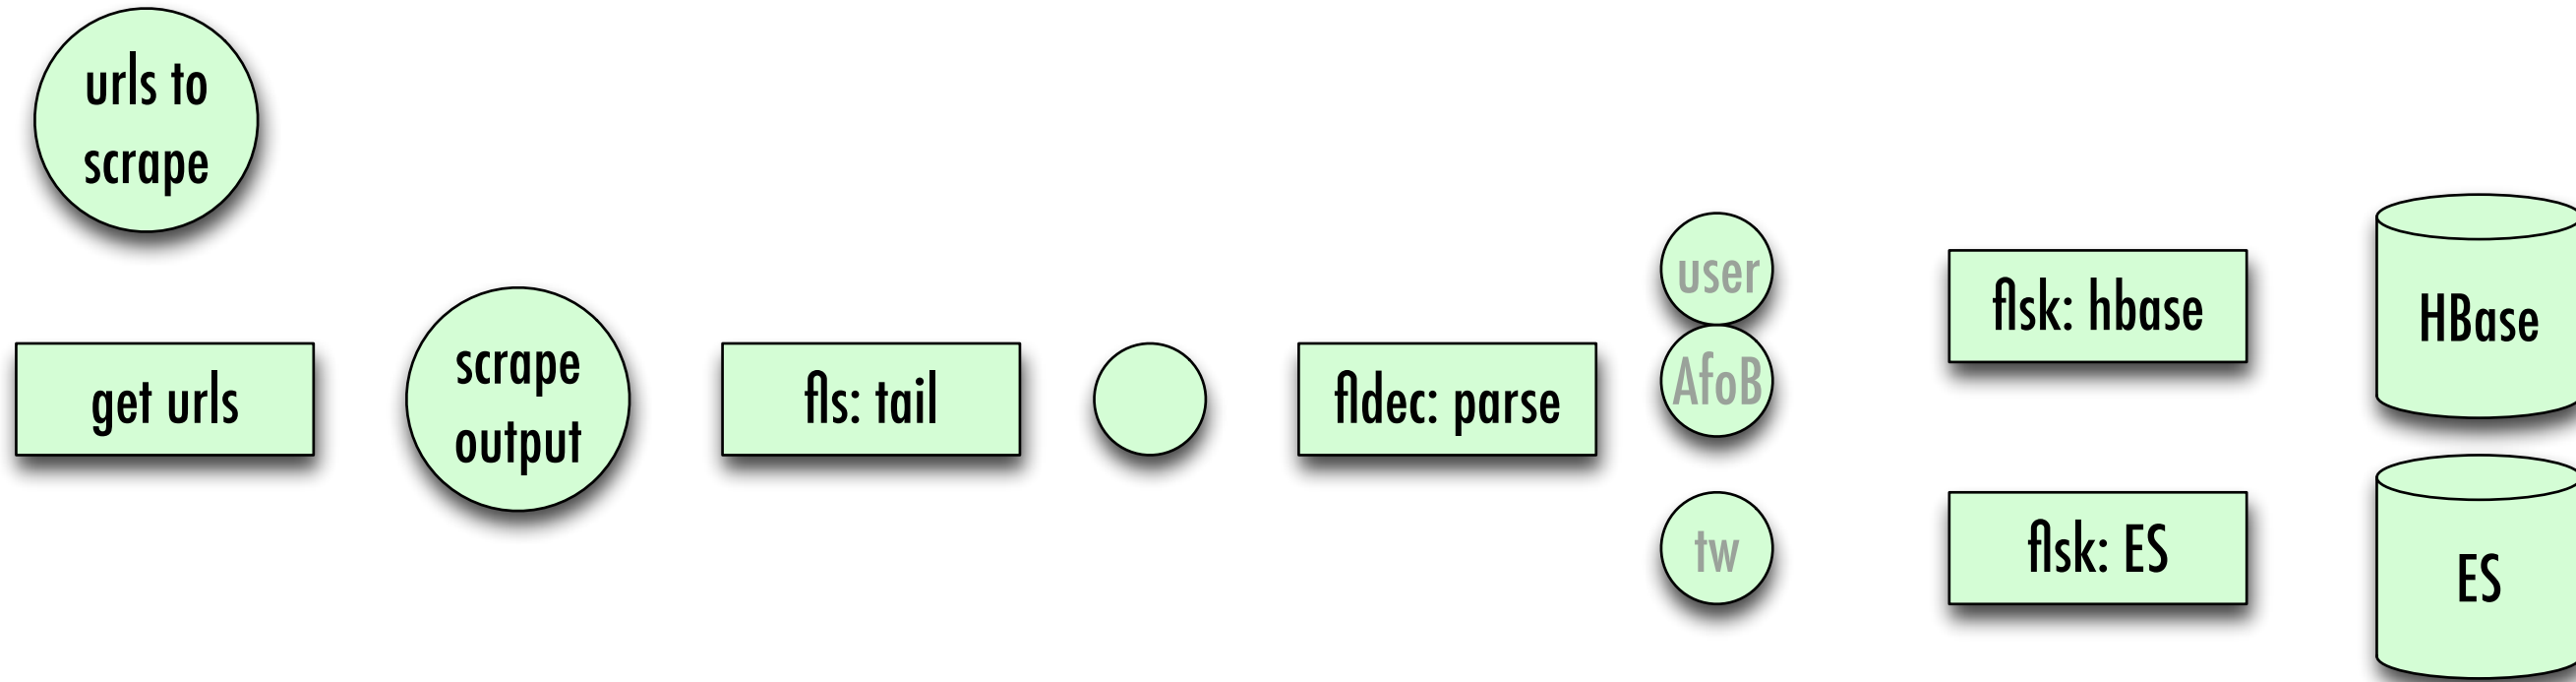 urls to
scrape
get urls
scrape
output
fls: tail
fldec: parse
user
AfoB
tw
flsk: hbase
flsk: ES
HBase
ES